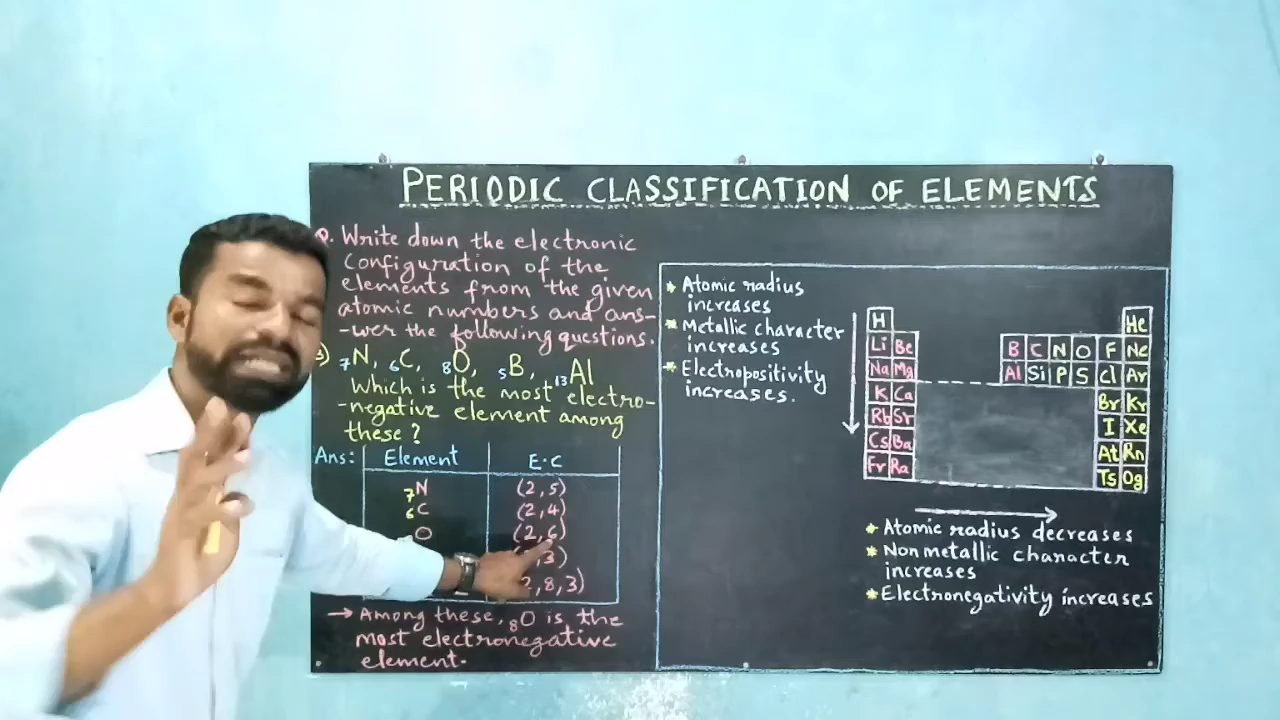 PERIODIC CLASSIFICATION OF ELEMENTS
Q. Write down the electronic
configuration of the
elements from the given
atomic numbers and ans-
-wer the following questions.
3) ₇N, ₆C, ₈O, ₅B, ₁₃Al
Which is the most electro-
-negative element among
these?
Ans: Element E.C
₇N (2,5)
₆C (2,4)
O (2,6)
,3)
2,8,3)
→ Among these, ₈O is the
most electronegative
element.
* Atomic radius
increases
* Metallic character
increases
* Electropositivity
increases.
H He
Li Be B C N O F Ne
Na Mg Al Si P S Cl Ar
K Ca Br Kr
Rb Sr I Xe
Cs Ba At Rn
Fr Ra Ts Og
* Atomic radius decreases
* Non metallic character
increases
* Electronegativity increases